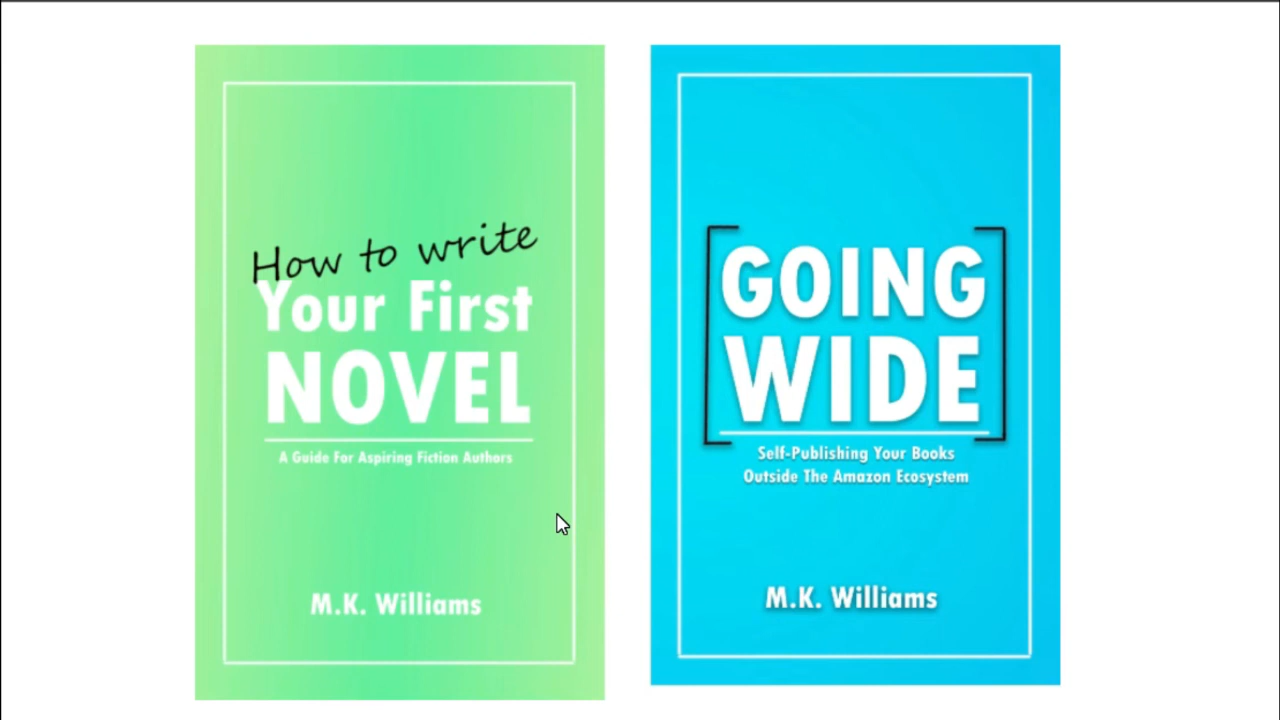 How to write
Your First
NOVEL
A Guide For Aspiring Fiction Authors
M.K. Williams
GOING
WIDE
Self-Publishing Your Books
Outside The Amazon Ecosystem
M.K. Williams